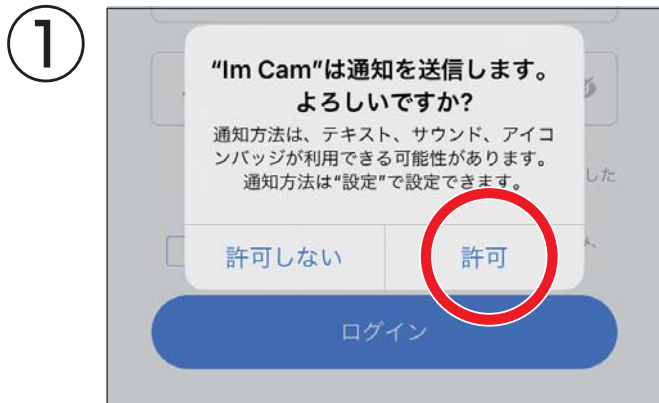 ①
“Im Cam”は通知を送信します。
よろしいですか?
通知方法は、テキスト、サウンド、アイコ
ンバッジが利用できる可能性があります。
通知方法は“設定”で設定できます。
した
許可しない
許可
み、
ログイン